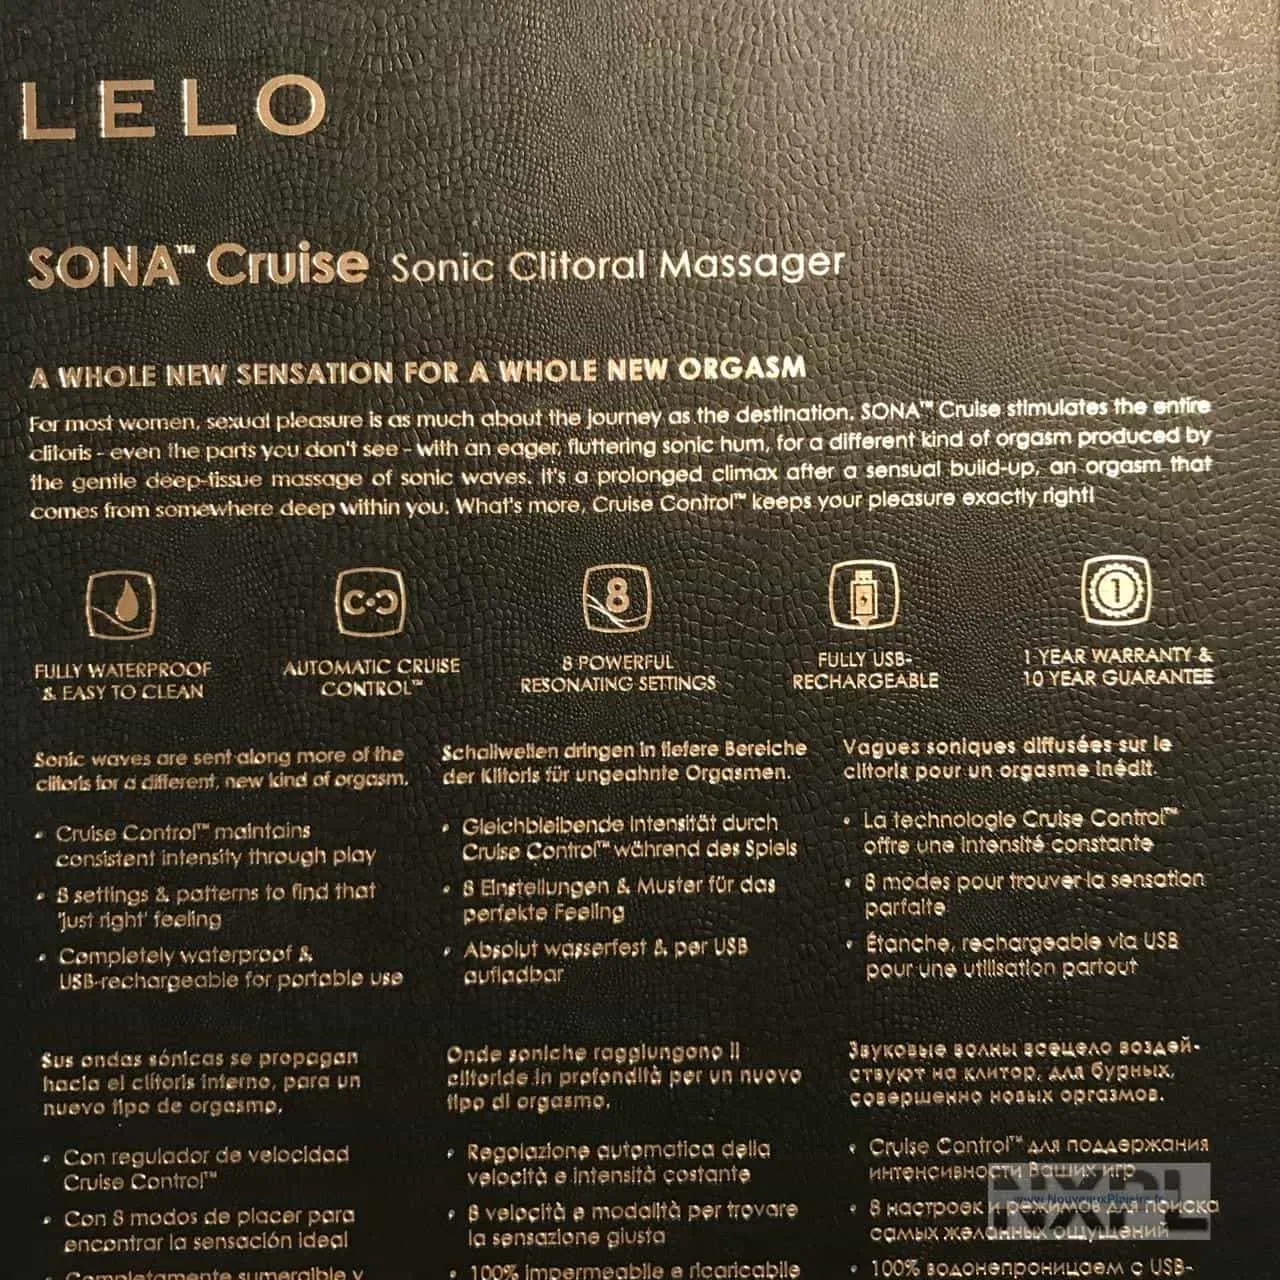 LELO
SONA™ Cruise Sonic Clitoral Massager
A WHOLE NEW SENSATION FOR A WHOLE NEW ORGASM
For most women, sexual pleasure is as much about the journey as the destination. SONA™ Cruise stimulates the entire
clitoris - even the parts you don't see - with an eager, fluttering sonic hum, for a different kind of orgasm produced by
the gentle deep-tissue massage of sonic waves. It's a prolonged climax after a sensual build-up, an orgasm that
comes from somewhere deep within you. What's more, Cruise Control™ keeps your pleasure exactly right!
8
1
FULLY WATERPROOF
& EASY TO CLEAN
AUTOMATIC CRUISE
CONTROL™
8 POWERFUL
RESONATING SETTINGS
FULLY USB-
RECHARGEABLE
1 YEAR WARRANTY &
10 YEAR GUARANTEE
Sonic waves are sent along more of the
clitoris for a different, new kind of orgasm.
• Cruise Control™ maintains
consistent intensity through play
• 8 settings & patterns to find that
'just right' feeling
• Completely waterproof &
USB-rechargeable for portable use
Schallwellen dringen in tiefere Bereiche
der Klitoris für ungeahnte Orgasmen.
• Gleichbleibende Intensität durch
Cruise Control™ während des Spiels
• 8 Einstellungen & Muster für das
perfekte Feeling
• Absolut wasserfest & per USB
aufladbar
Vagues soniques diffusées sur le
clitoris pour un orgasme inédit.
• La technologie Cruise Control™
offre une intensité constante
• 8 modes pour trouver la sensation
parfaite
• Étanche, rechargeable via USB
pour une utilisation partout
Sus ondas sónicas se propagan
hacia el clítoris interno, para un
nuevo tipo de orgasmo.
• Con regulador de velocidad
Cruise Control™
• Con 8 modos de placer para
encontrar la sensación ideal
Completamente sumergible y
Onde soniche raggiungono il
clitoride in profondità per un nuovo
tipo di orgasmo.
• Regolazione automatica della
velocità e intensità costante
• 8 velocità e modalità per trovare
la sensazione giusta
• 100% impermeabile e ricaricabile
Звуковые волны всецело воздей-
ствуют на клитор, для бурных,
совершенно новых оргазмов.
• Cruise Control™ для поддержания
интенсивности Ваших игр
• 8 настроек и режимов для поиска
самых желанных ощущений
• 100% водонепроницаем с USB-
NXPL
www.NouveauxPlaisirs.fr